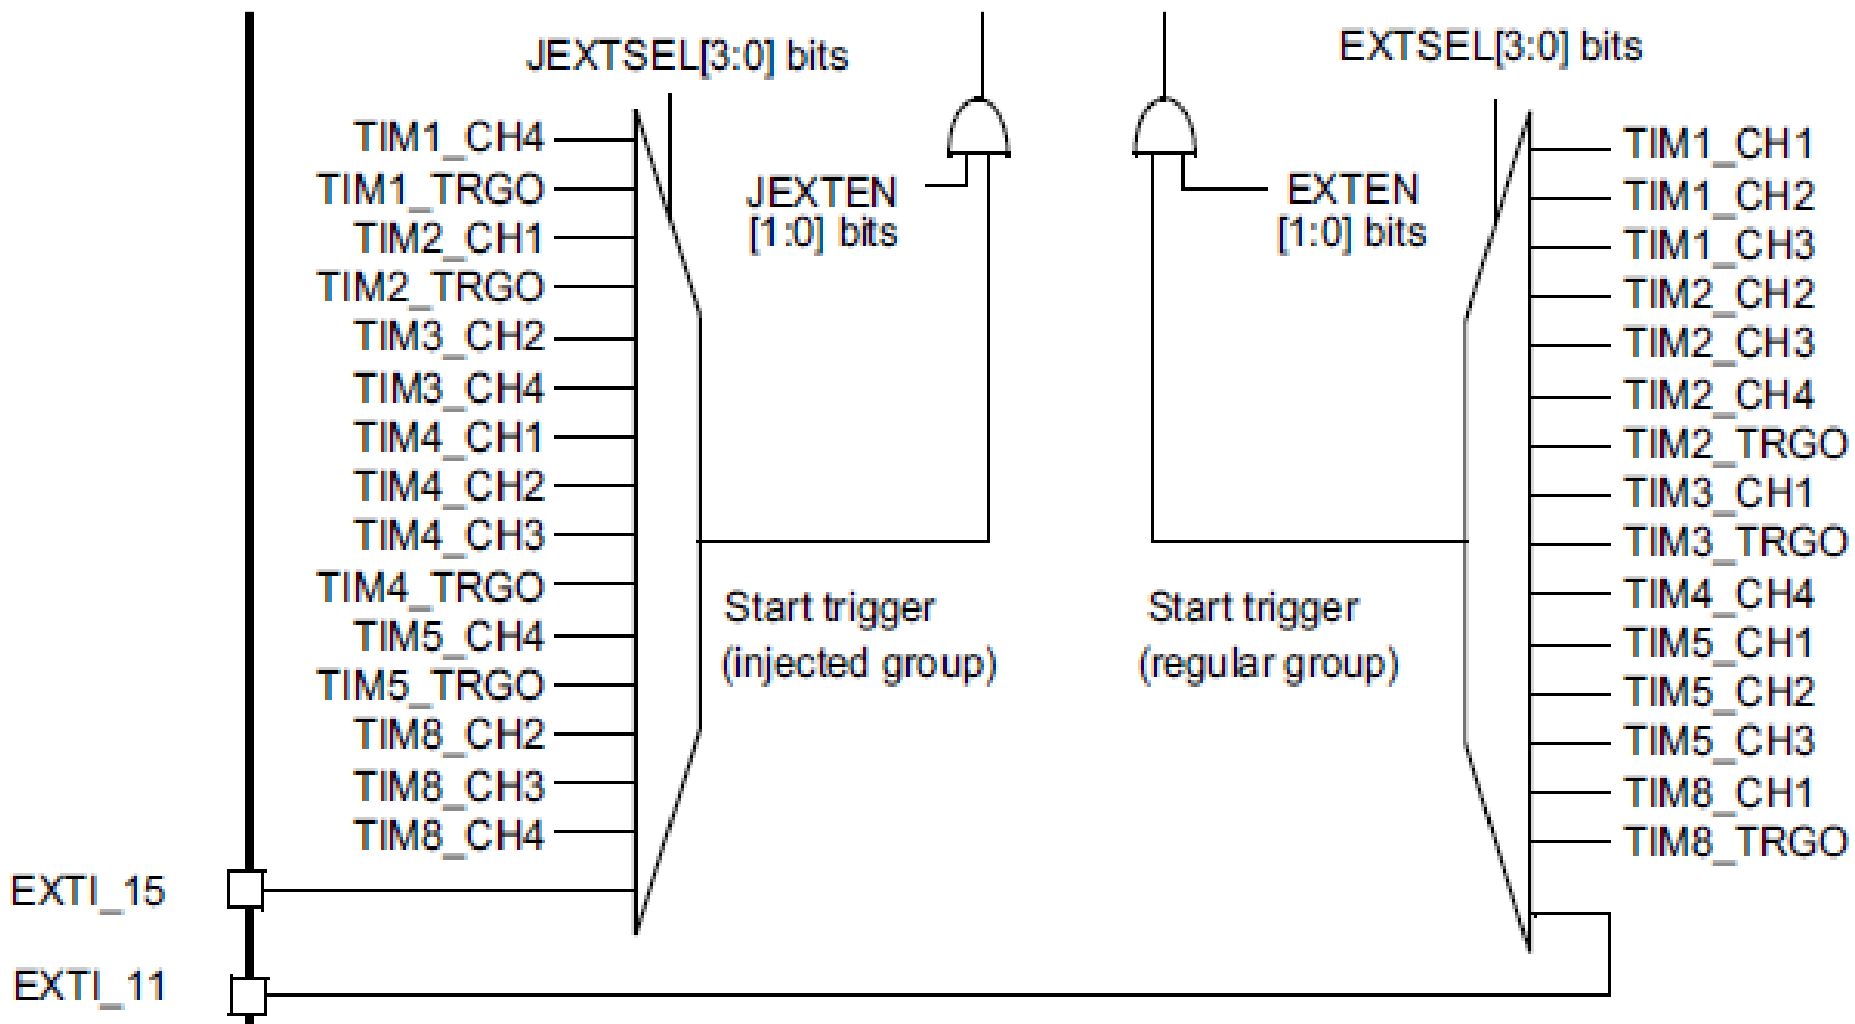 JEXTSEL[3:0] bits
EXTSEL[3:0] bits
TIM1_CH4
TIM1_TRGO
TIM2_CH1
TIM2_TRGO
TIM3_CH2
TIM3_CH4
TIM4_CH1
TIM4_CH2
TIM4_CH3
TIM4_TRGO
TIM5_CH4
TIM5_TRGO
TIM8_CH2
TIM8_CH3
TIM8_CH4
EXTI_15
EXTI_11
JEXTEN
[1:0] bits
EXTEN
[1:0] bits
Start trigger
(injected group)
Start trigger
(regular group)
TIM1_CH1
TIM1_CH2
TIM1_CH3
TIM2_CH2
TIM2_CH3
TIM2_CH4
TIM2_TRGO
TIM3_CH1
TIM3_TRGO
TIM4_CH4
TIM5_CH1
TIM5_CH2
TIM5_CH3
TIM8_CH1
TIM8_TRGO